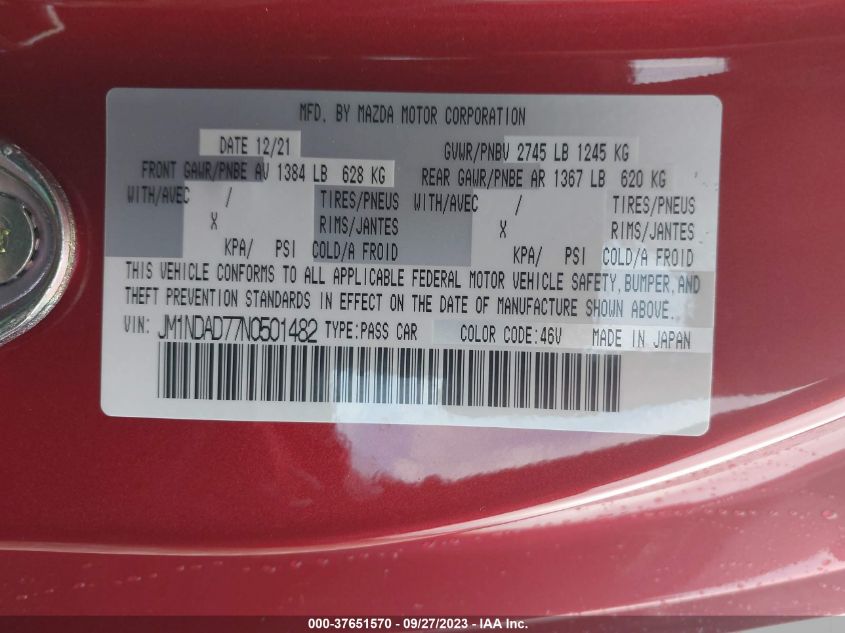 MFD. BY MAZDA MOTOR CORPORATION
DATE 12/21 GVWR/PNBV 2745 LB 1245 KG
FRONT GAWR/PNBE AV 1384 LB 628 KG REAR GAWR/PNBE AR 1367 LB 620 KG
WITH/AVEC / TIRES/PNEUS WITH/AVEC / TIRES/PNEUS
X RIMS/JANTES X RIMS/JANTES
KPA/ PSI COLD/A FROID KPA/ PSI COLD/A FROID
THIS VEHICLE CONFORMS TO ALL APPLICABLE FEDERAL MOTOR VEHICLE SAFETY, BUMPER, AND
THEFT PREVENTION STANDARDS IN EFFECT ON THE DATE OF MANUFACTURE SHOWN ABOVE.
VIN: JM1NDAD77N0501482 TYPE:PASS CAR COLOR CODE:46V MADE IN JAPAN
000-37651570 - 09/27/2023 - IAA Inc.